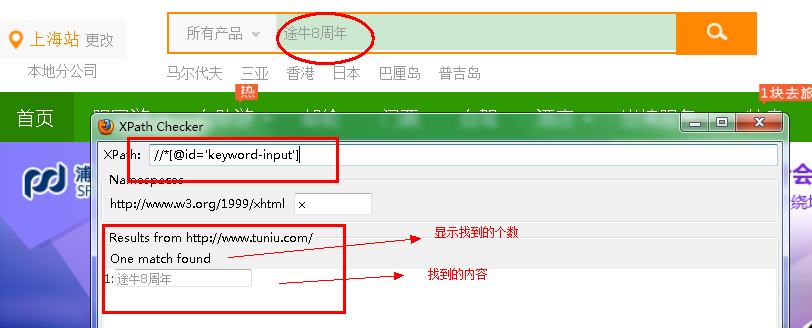 上海站 更改
所有产品
途牛8周年
本地分公司
马尔代夫 三亚 香港 日本 巴厘岛 普吉岛
热
1块去旅
首页
XPath Checker
浦
XPath: //*[@id='keyword-input']
Namespaces
http://www.w3.org/1999/xhtml x
Results from http://www.tuniu.com/
显示找到的个数
One match found
1: 途牛8周年
找到的内容